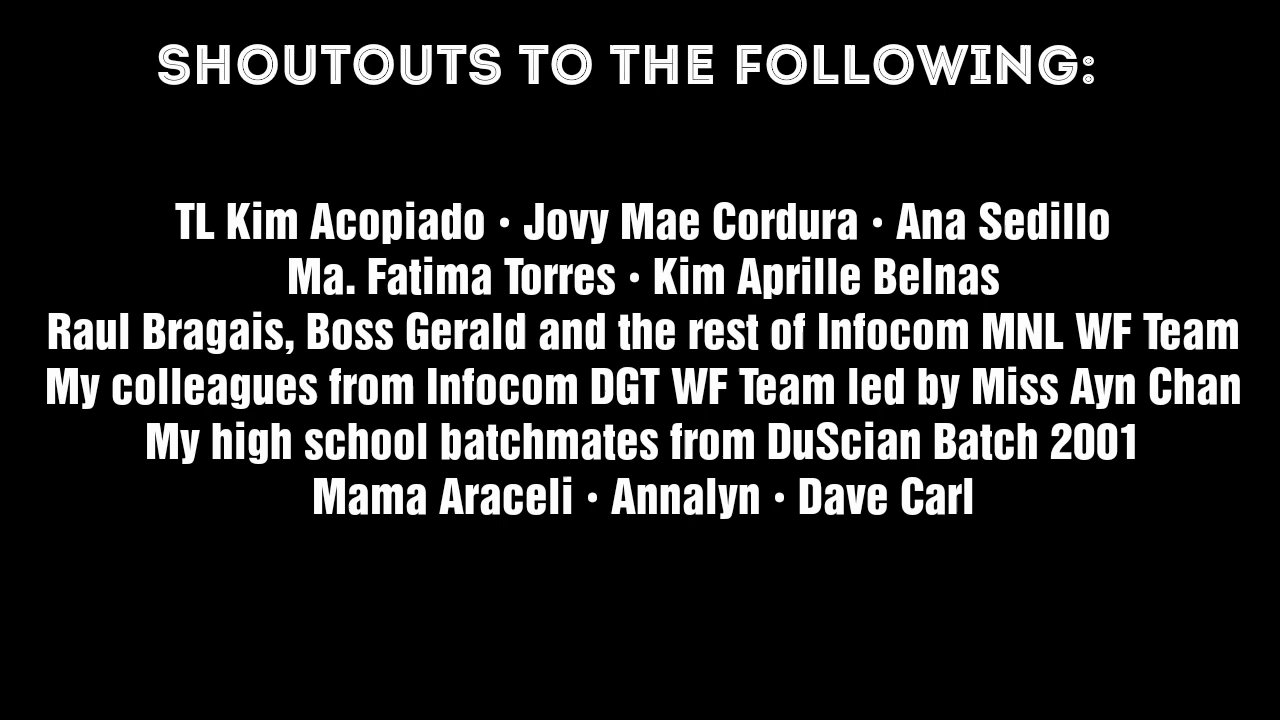 SHOUTOUTS TO THE FOLLOWING:
TL Kim Acopiado • Jovy Mae Cordura • Ana Sedillo
Ma. Fatima Torres • Kim Aprille Belnas
Raul Bragais, Boss Gerald and the rest of Infocom MNL WF Team
My colleagues from Infocom DGT WF Team led by Miss Ayn Chan
My high school batchmates from DuScian Batch 2001
Mama Araceli • Annalyn • Dave Carl